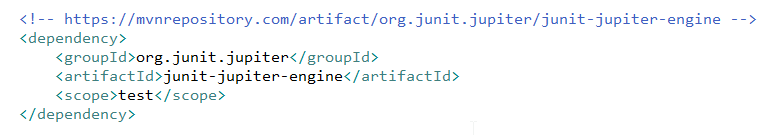 <!-- https://mvnrepository.com/artifact/org.junit.jupiter/junit-jupiter-engine -->
<dependency>
    <groupId>org.junit.jupiter</groupId>
    <artifactId>junit-jupiter-engine</artifactId>
    <scope>test</scope>
</dependency>